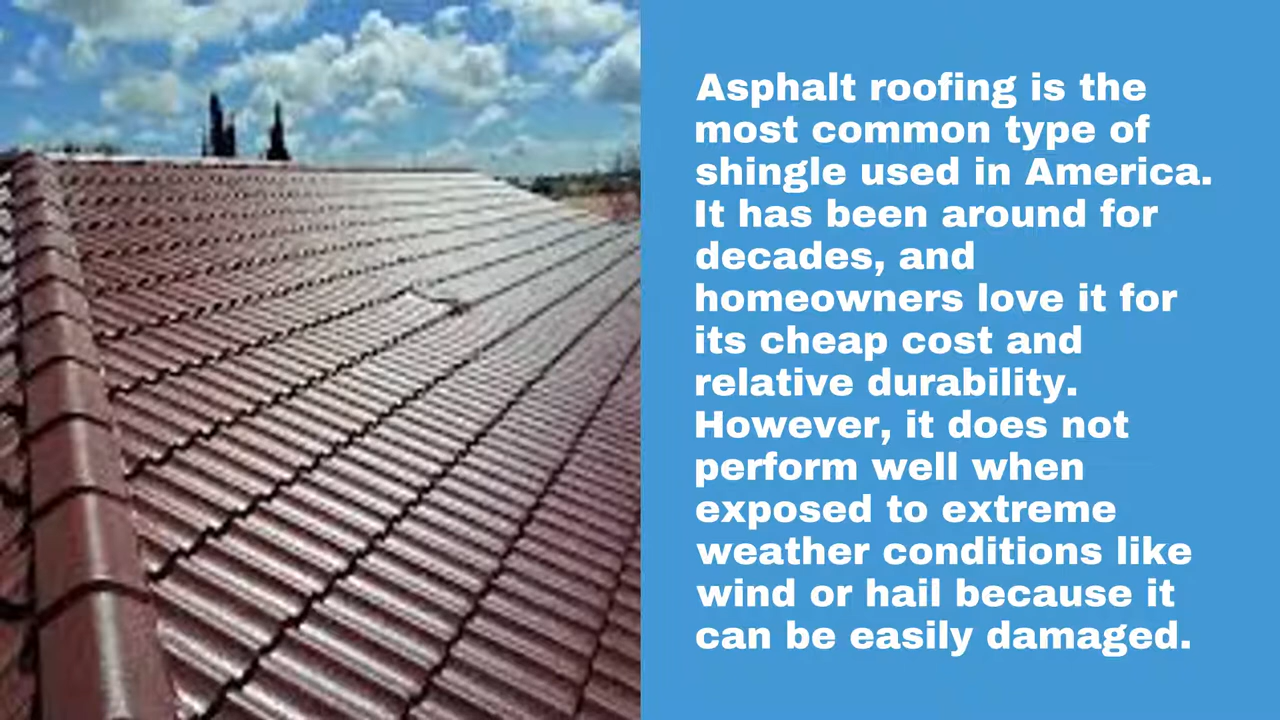 Asphalt roofing is the
most common type of
shingle used in America.
It has been around for
decades, and
homeowners love it for
its cheap cost and
relative durability.
However, it does not
perform well when
exposed to extreme
weather conditions like
wind or hail because it
can be easily damaged.